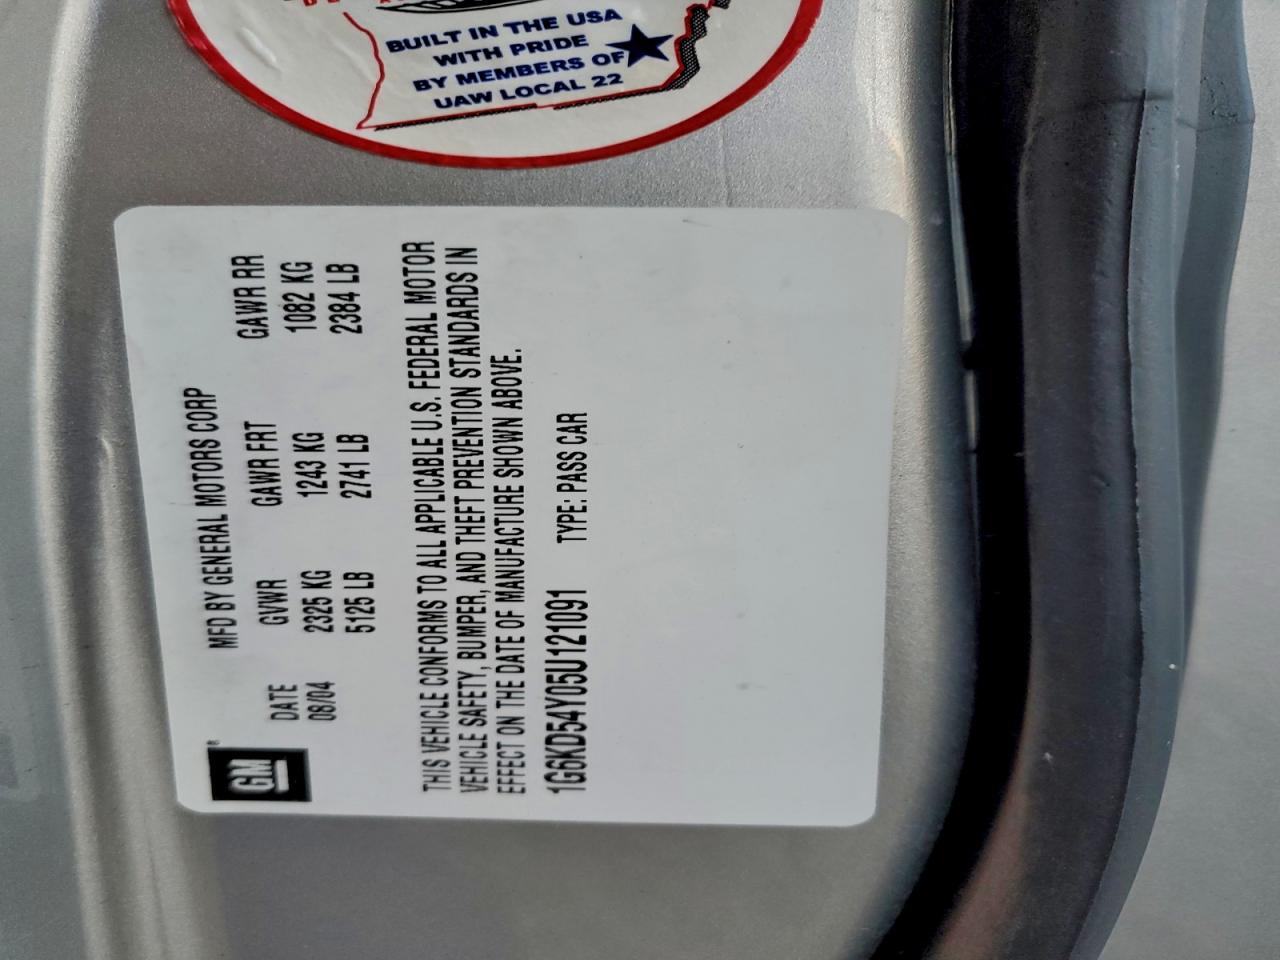 BUILT IN THE USA
WITH PRIDE
BY MEMBERS OF
UAW LOCAL 22
GM®
MFD BY GENERAL MOTORS CORP
DATE GVWR GAWR FRT GAWR RR
08/04 2325 KG 1243 KG 1082 KG
5125 LB 2741 LB 2384 LB
THIS VEHICLE CONFORMS TO ALL APPLICABLE U.S. FEDERAL MOTOR
VEHICLE SAFETY, BUMPER, AND THEFT PREVENTION STANDARDS IN
EFFECT ON THE DATE OF MANUFACTURE SHOWN ABOVE.
1G6KD54Y05U121091 TYPE: PASS CAR